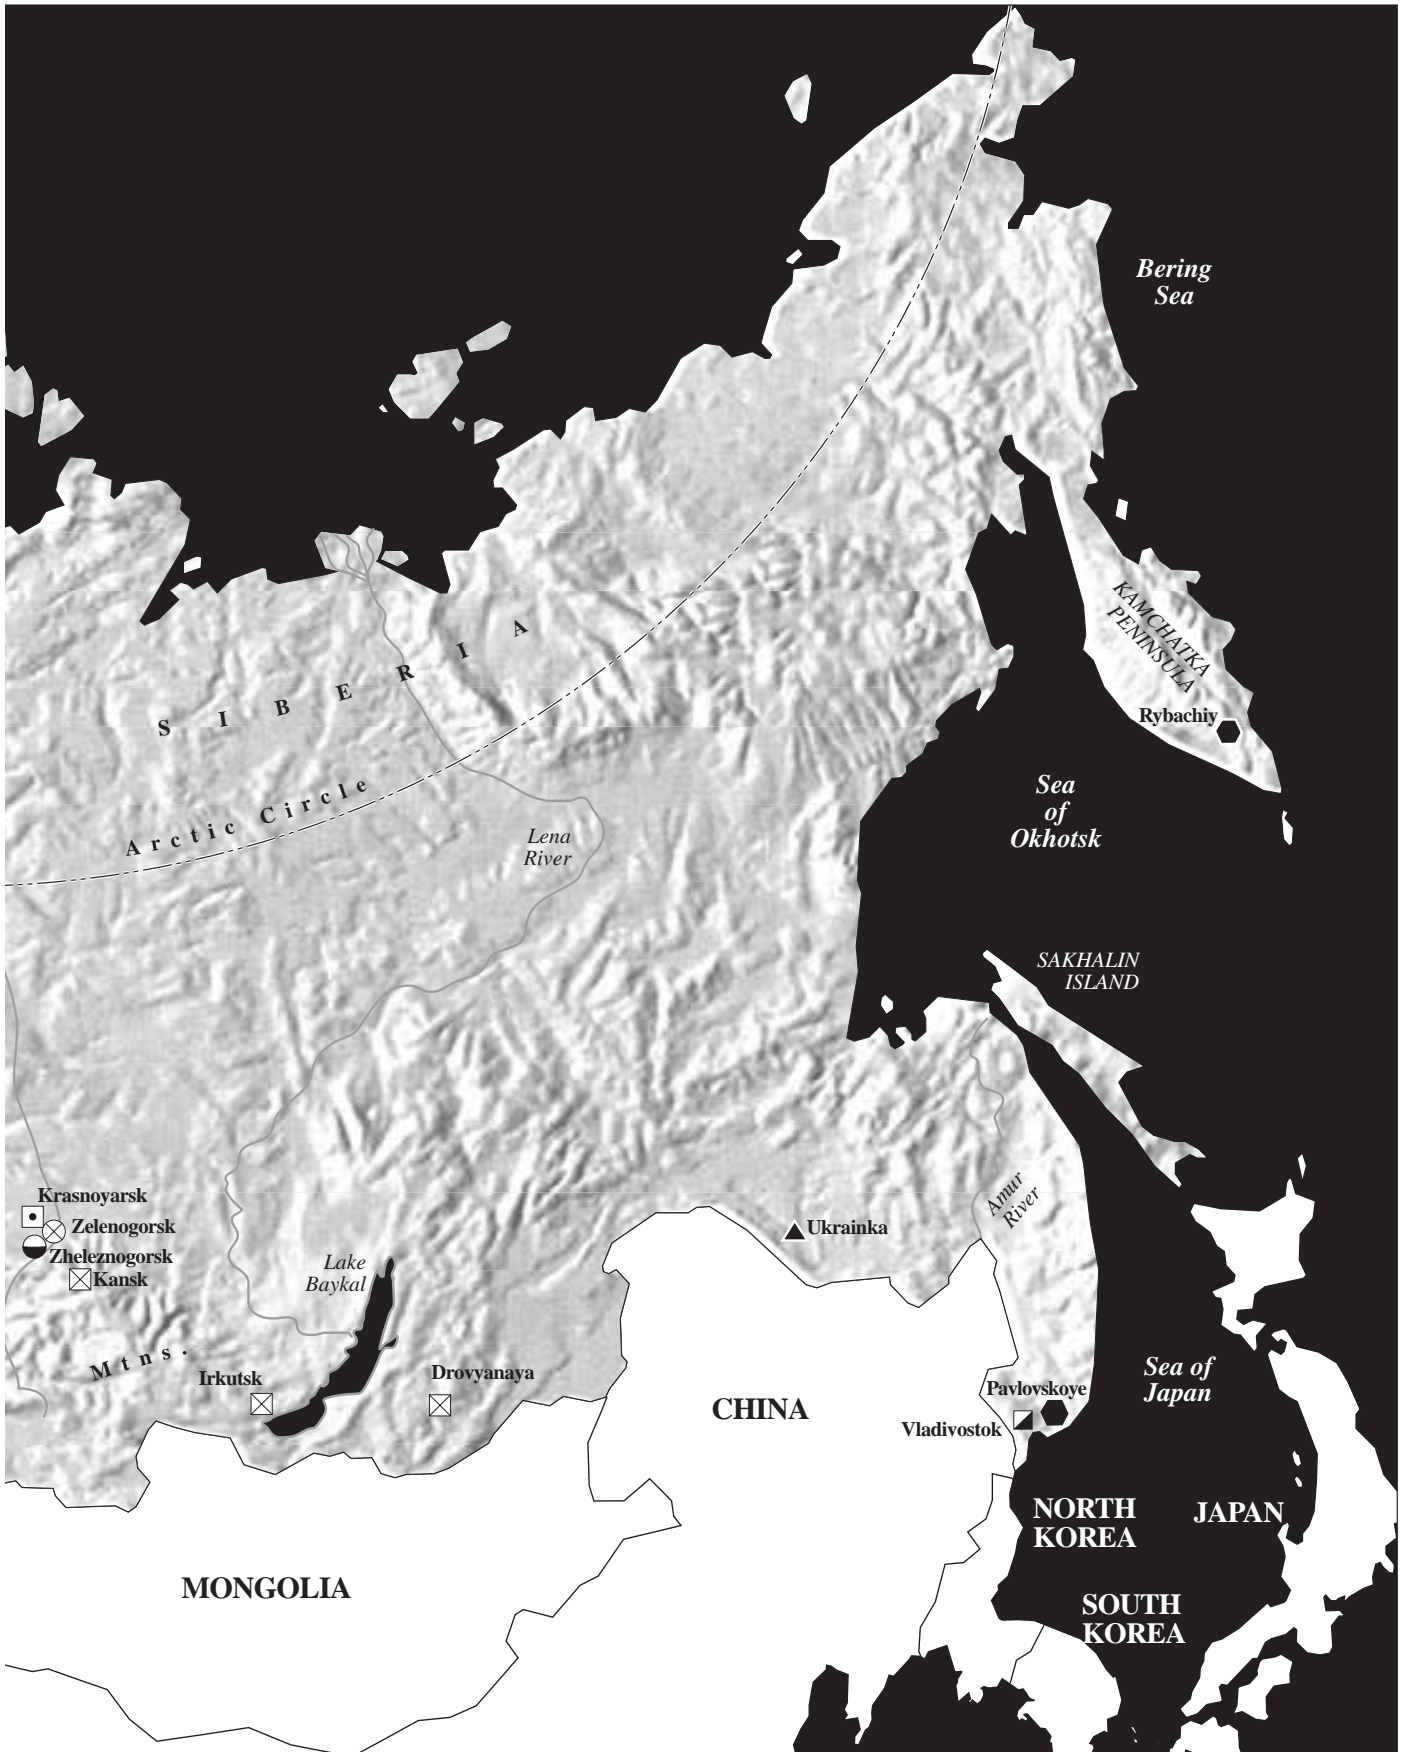 Bering
Sea
KAMCHATKA
PENINSULA
SIBERIA
Rybachiy
Arctic Circle
Sea
of
Okhotsk
Lena
River
SAKHALIN
ISLAND
Amur
River
Krasnoyarsk
Zelenogorsk
Ukrainka
Zheleznogorsk
Kansk
Lake
Baykal
Mtns.
Irkutsk
Drovyanaya
Sea of
Japan
Pavlovskoye
CHINA
Vladivostok
NORTH
KOREA
JAPAN
MONGOLIA
SOUTH
KOREA